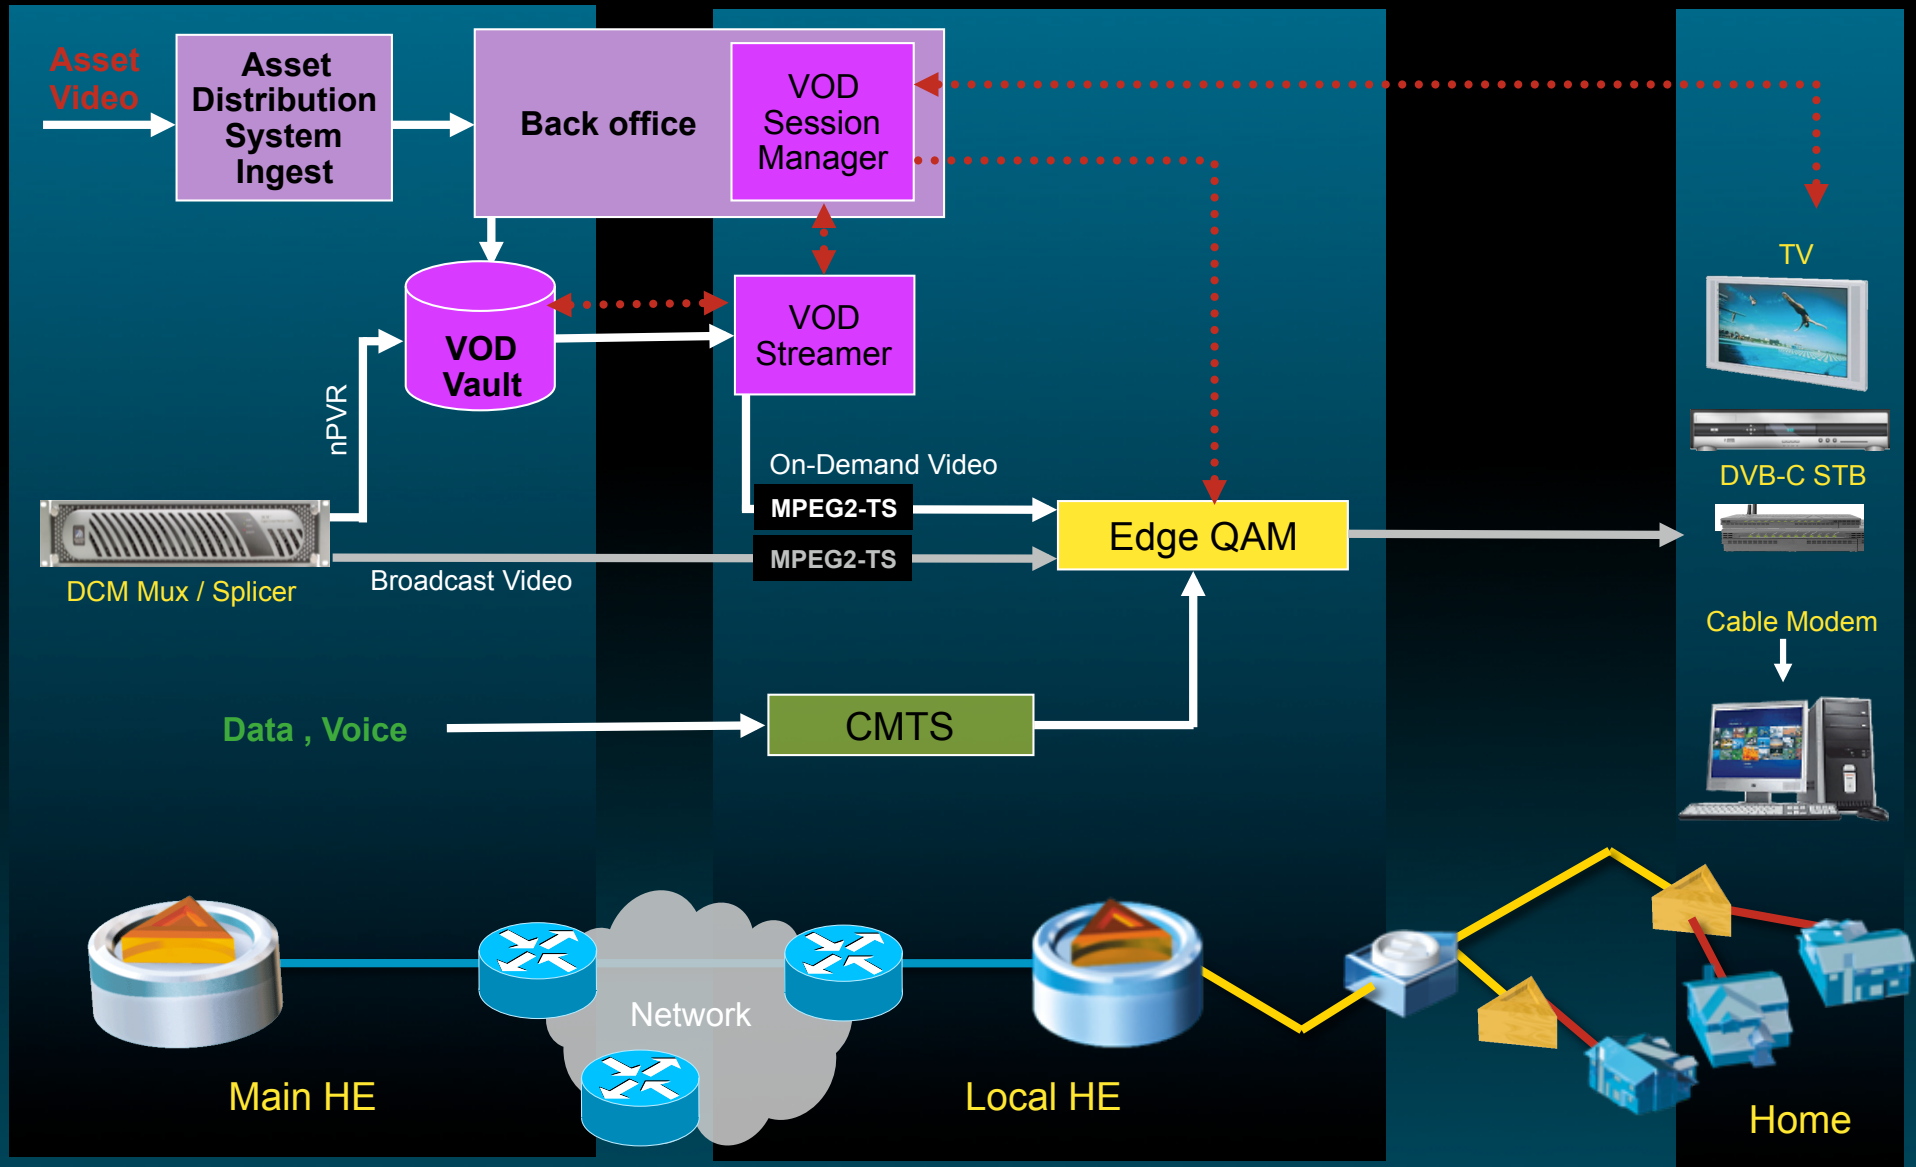 Asset
Video
Asset
Distribution
System
Ingest
Back office
VOD
Session
Manager
TV
VOD
Vault
VOD
Streamer
nPVR
On-Demand Video
MPEG2-TS
DVB-C STB
Edge QAM
MPEG2-TS
DCM Mux / Splicer
Broadcast Video
Cable Modem
Data , Voice
CMTS
Network
Main HE
Local HE
Home